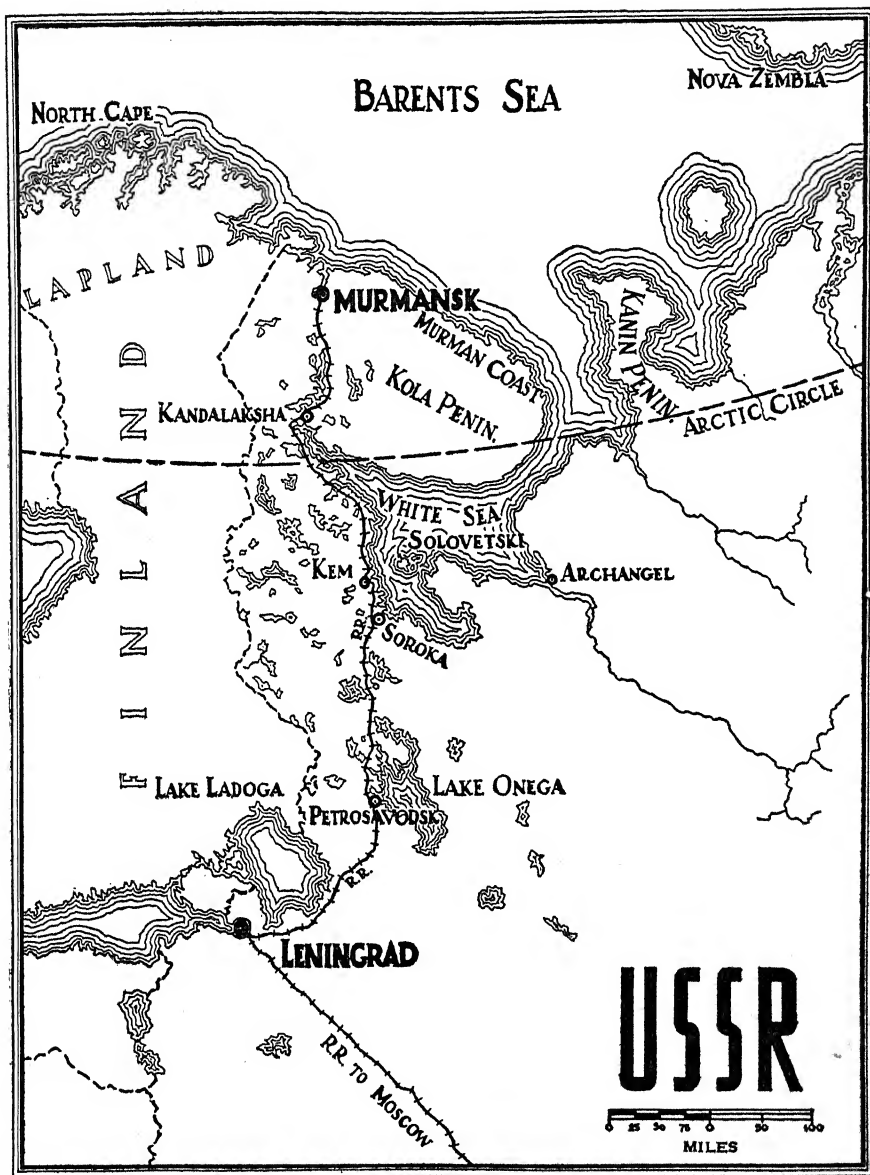 NOVA ZEMBLA
BARENTS SEA
NORTH CAPE
LAPLAND
MURMANSK
MURMAN COAST
KANIN PENIN.
KOLA PENIN.
KANDALAKSHA
ARCTIC CIRCLE
FINLAND
WHITE SEA
SOLOVETSKI
KEM
ARCHANGEL
R.R.
SOROKA
LAKE LADOGA
LAKE ONEGA
PETROSAVODSK
R.R.
LENINGRAD
R.R. TO MOSCOW
USSR
0 25 50 75 0 50 100
MILES